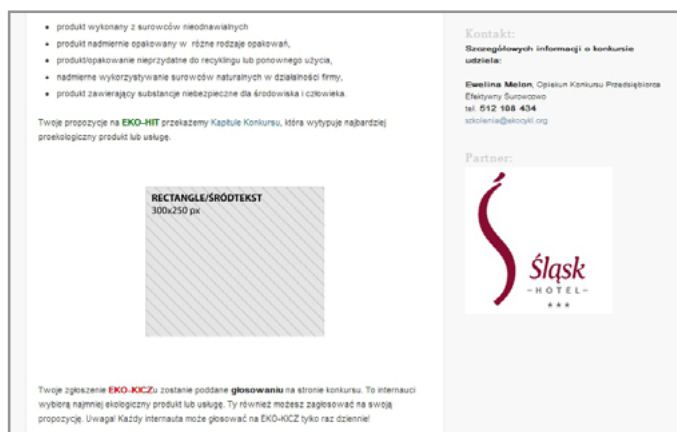 produkt wykonany z surowców nieodnawialnych
produkt nadmiernie opakowany w różne rodzaje opakowań,
produkt/opakowanie nieprzydatne do recyklingu lub ponownego użycia,
nadmierne wykorzystywanie surowców naturalnych w działalności firmy,
produkt zawierający substancje niebezpieczne dla środowiska i człowieka.
Twoje propozycje na EKO-HIT przekażemy Kapitule Konkursu, która wytypuje najbardziej
proekologiczny produkt lub usługę.
RECTANGLE/ŚRÓDTEKST
300x250 px
Twoje zgłoszenie EKO-KICZu zostanie poddane głosowaniu na stronie konkursu. To internauci
wybiorą najmniej ekologiczny produkt lub usługę. Ty również możesz zagłosować na swoją
propozycję. Uwaga! Każdy internauta może głosować na EKO-KICZ tylko raz dziennie!
Kontakt:
Szczegółowych informacji o konkursie
udziela:
Ewelina Melon, Opiekun Konkursu Przedsiębiorca
Efektywny Surowcowo
tel. 512 108 434
szkolenia@ekocykl.org
Partner:
Śląsk
-HOTEL-